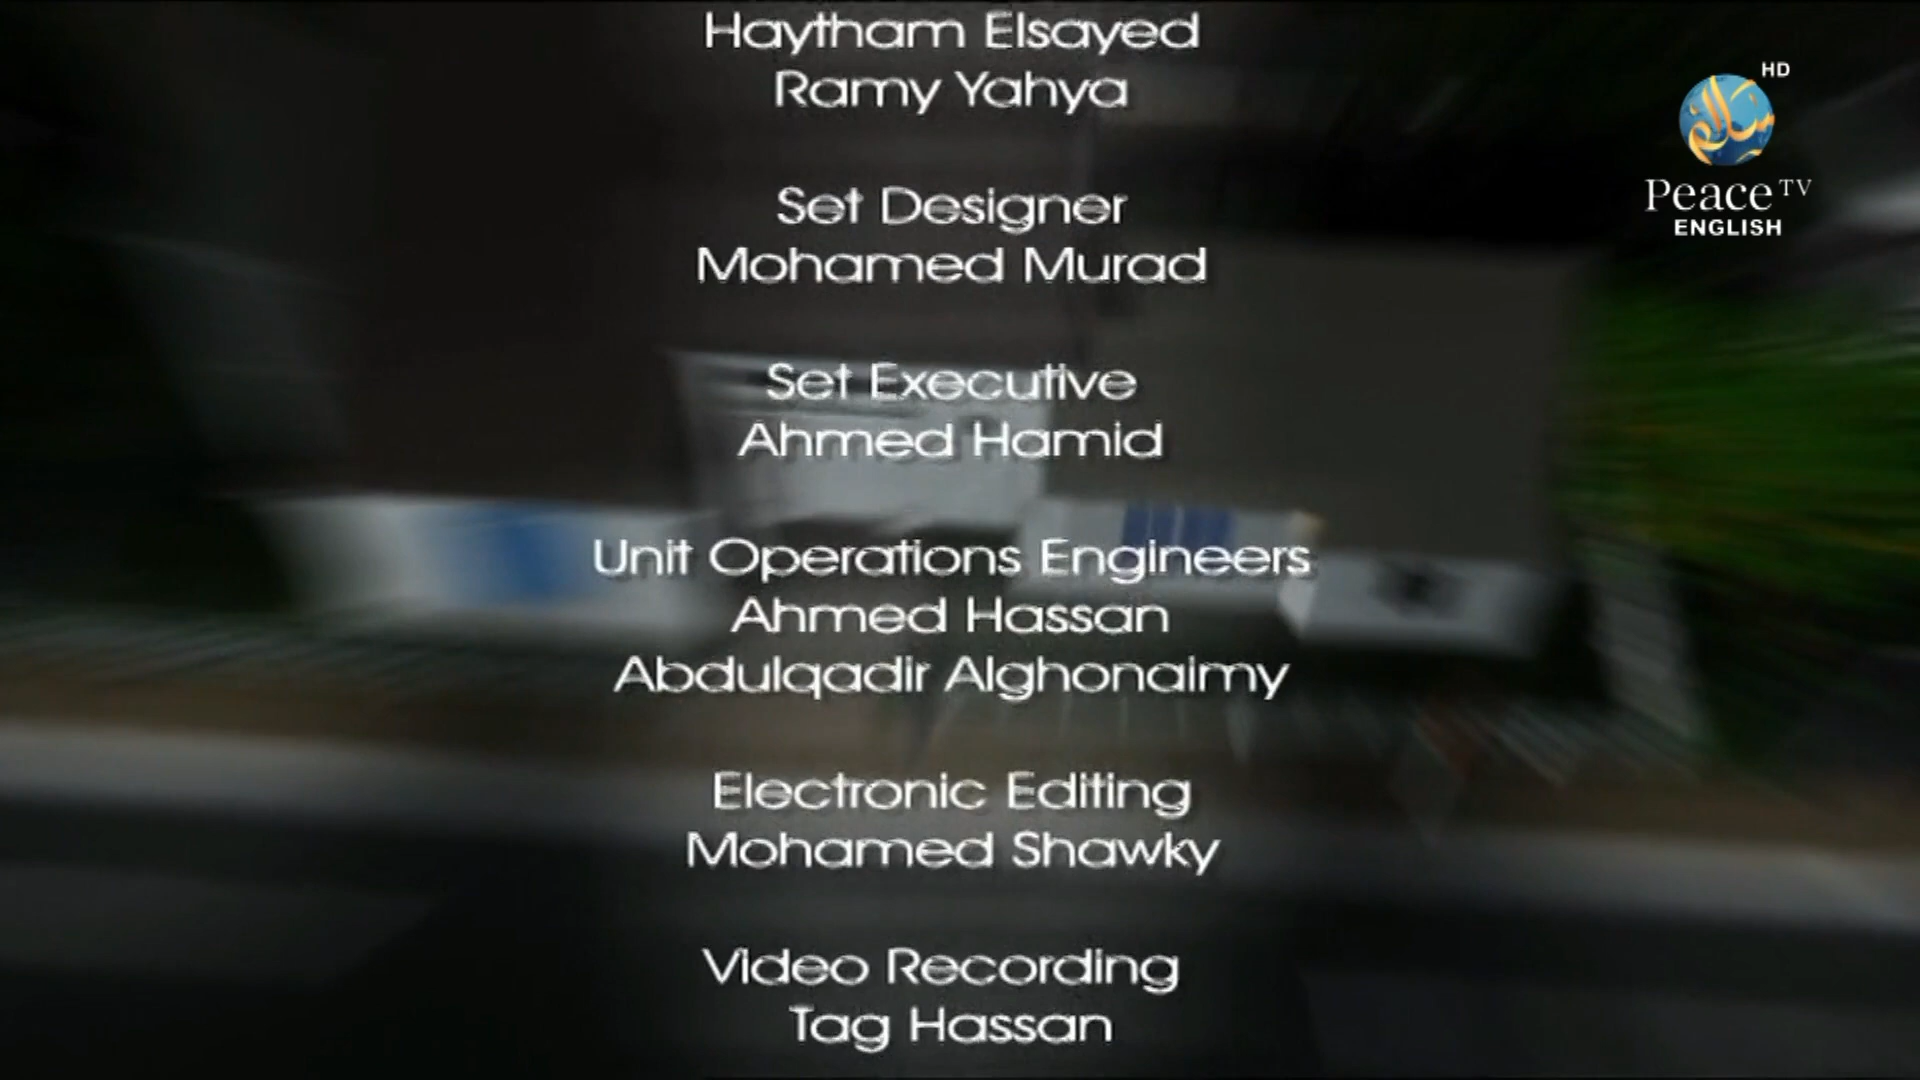 Haytham Elsayed
Ramy Yahya
Set Designer
Mohamed Murad
Set Executive
Ahmed Hamid
Unit Operations Engineers
Ahmed Hassan
Abdulqadir Alghonaimy
Electronic Editing
Mohamed Shawky
Video Recording
Tag Hassan
HD
سلام
Peace TV
ENGLISH